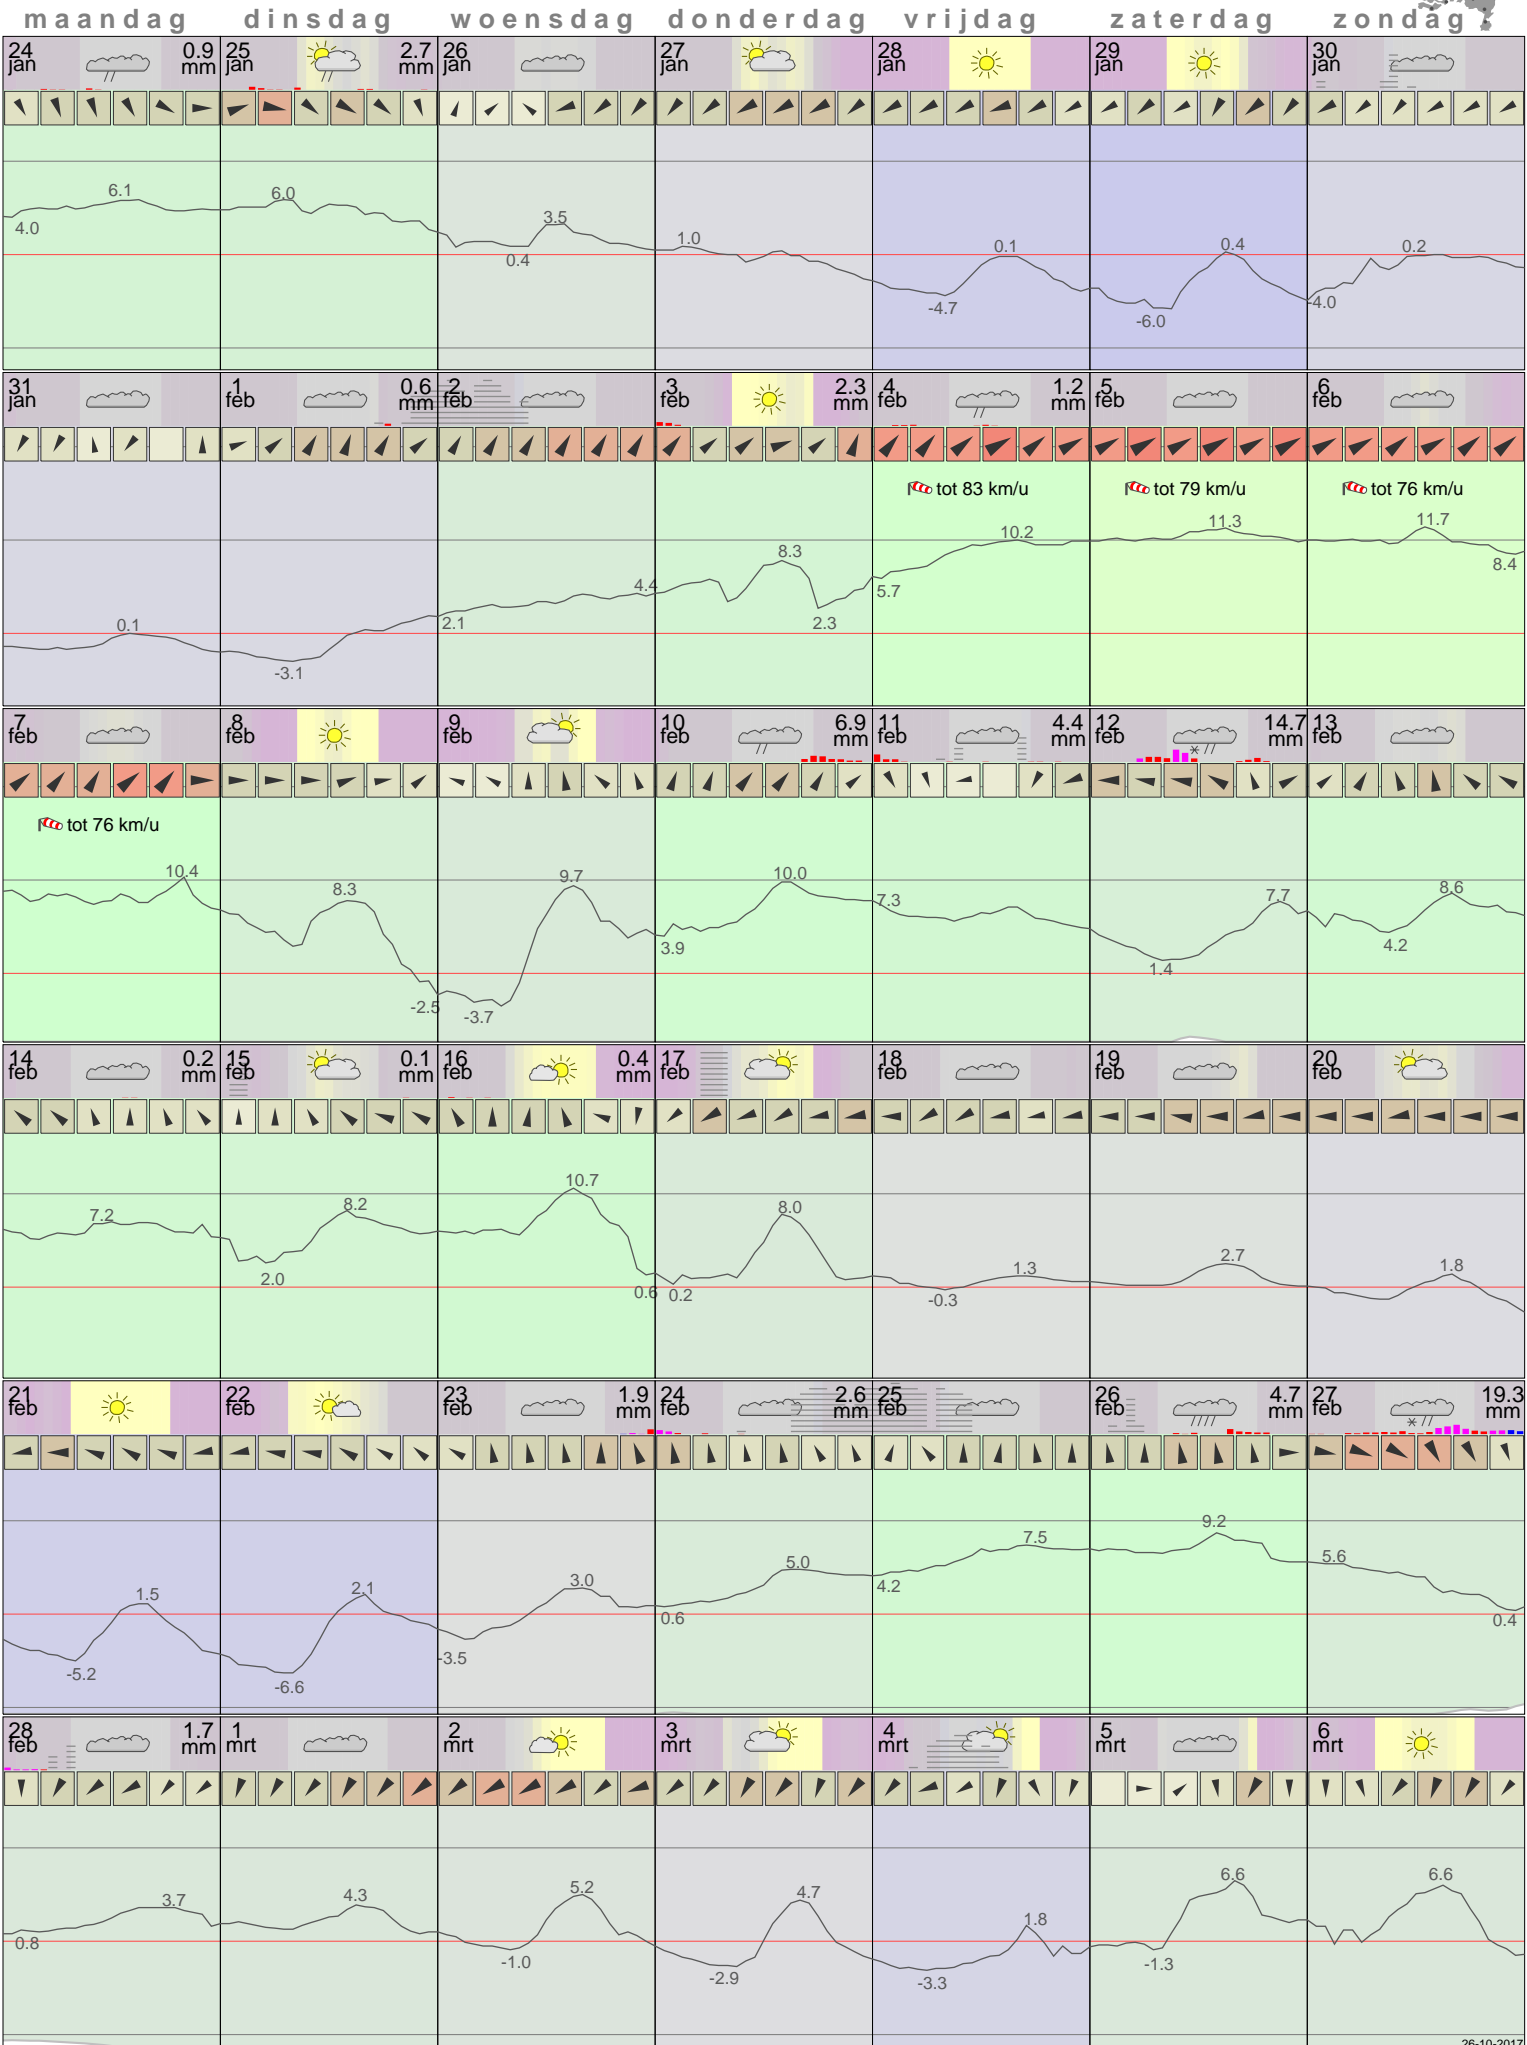 maandag dinsdag woensdag donderdag vrijdag zaterdag zondag
24 jan 0.9 mm 25 jan 2.7 mm 26 jan 27 jan 28 jan 29 jan 30 jan
4.0 6.1 6.0 0.4 3.5 1.0 -4.7 0.1 -6.0 0.4 -4.0 0.2
31 jan 1 feb 0.6 mm 2 feb 3 feb 2.3 mm 4 feb 1.2 mm 5 feb 6 feb
tot 83 km/u tot 79 km/u tot 76 km/u
0.1 -3.1 2.1 4.4 8.3 2.3 5.7 10.2 11.3 11.7 8.4
7 feb 8 feb 9 feb 10 feb 6.9 mm 11 feb 4.4 mm 12 feb 14.7 mm 13 feb
tot 76 km/u
10.4 8.3 -2.5 -3.7 9.7 3.9 10.0 7.3 1.4 7.7 4.2 8.6
14 feb 0.2 mm 15 feb 0.1 mm 16 feb 0.4 mm 17 feb 18 feb 19 feb 20 feb
7.2 2.0 8.2 10.7 0.6 0.2 8.0 -0.3 1.3 2.7 1.8
21 feb 22 feb 23 feb 1.9 mm 24 feb 2.6 mm 25 feb 26 feb 4.7 mm 27 feb 19.3 mm
-5.2 1.5 -6.6 2.1 -3.5 3.0 0.6 5.0 4.2 7.5 9.2 5.6 0.4
28 feb 1.7 mm 1 mrt 2 mrt 3 mrt 4 mrt 5 mrt 6 mrt
0.8 3.7 4.3 -1.0 5.2 -2.9 4.7 -3.3 1.8 -1.3 6.6 6.6
26-10-2017